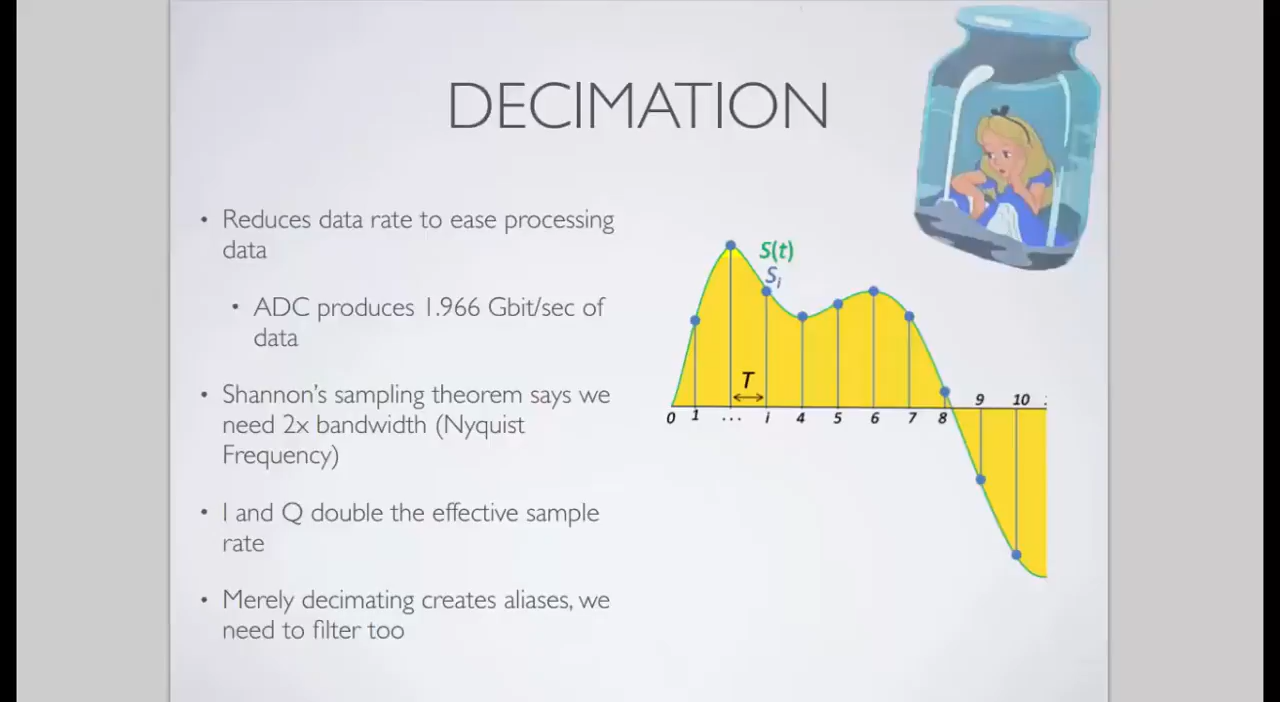 DECIMATION
• Reduces data rate to ease processing
data
• ADC produces 1.966 Gbit/sec of
data
• Shannon's sampling theorem says we
need 2x bandwidth (Nyquist
Frequency)
• I and Q double the effective sample
rate
• Merely decimating creates aliases, we
need to filter too
S(t)
Si
T
9 10
0 1 ... i 4 5 6 7 8